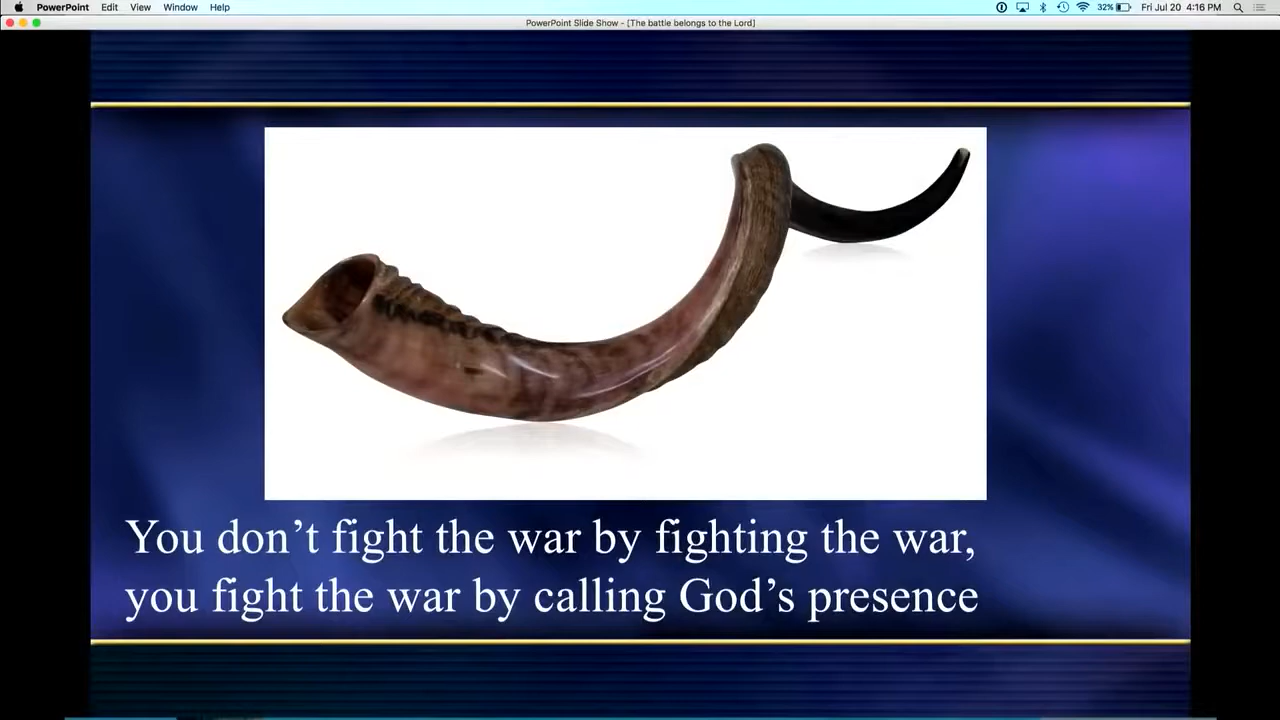 PowerPoint Edit View Window Help 32% Fri Jul 20 4:16 PM
PowerPoint Slide Show - [The battle belongs to the Lord]
You don’t fight the war by fighting the war,
you fight the war by calling God’s presence